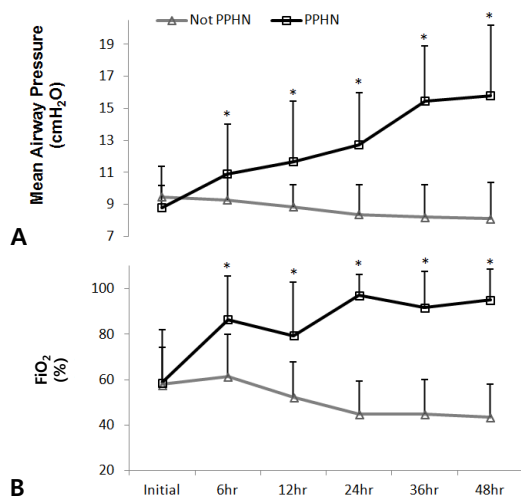 Not PPHN PPHN
Mean Airway Pressure
(cmH₂O)
19
17
15
13
11
9
7
* * * * *
A
FiO₂
(%)
100
80
60
40
20
* * * * *
Initial 6hr 12hr 24hr 36hr 48hr
B